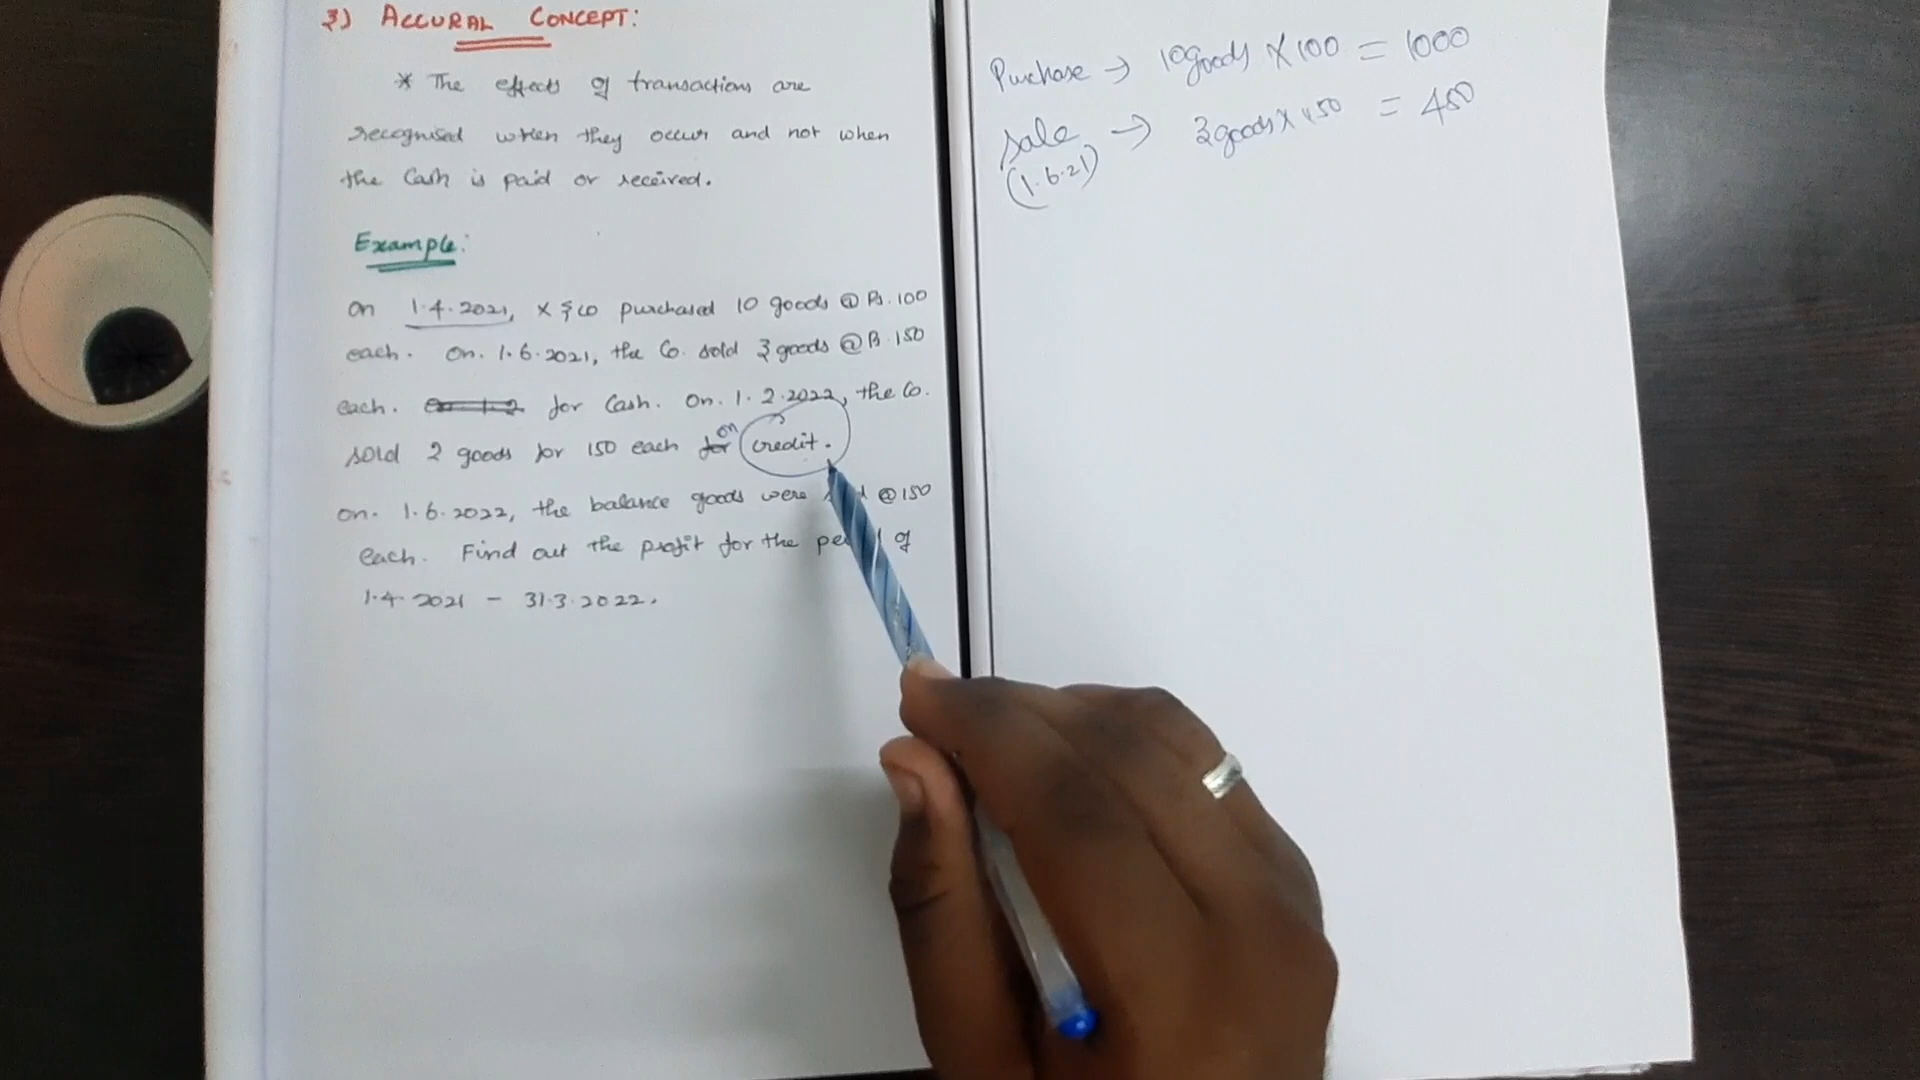 3) ACCURAL CONCEPT:
* The effects of transactions are
recognised when they occur and not when
the Cash is paid or received.
Example:
On 1.4.2021, X & Co purchased 10 goods @ Rs. 100
each. On. 1.6.2021, the Co. sold 3 goods @ Rs. 150
each. for Cash. On. 1.2.2022, the Co.
sold 2 goods for 150 each for on credit.
On. 1.6.2022, the balance goods were @ 150
each. Find out the profit for the of
1.4.2021 - 31.3.2022.
Purchase → 10 goods X 100 = 1000
Sale → 3 goods X 150 = 450
(1.6.21)